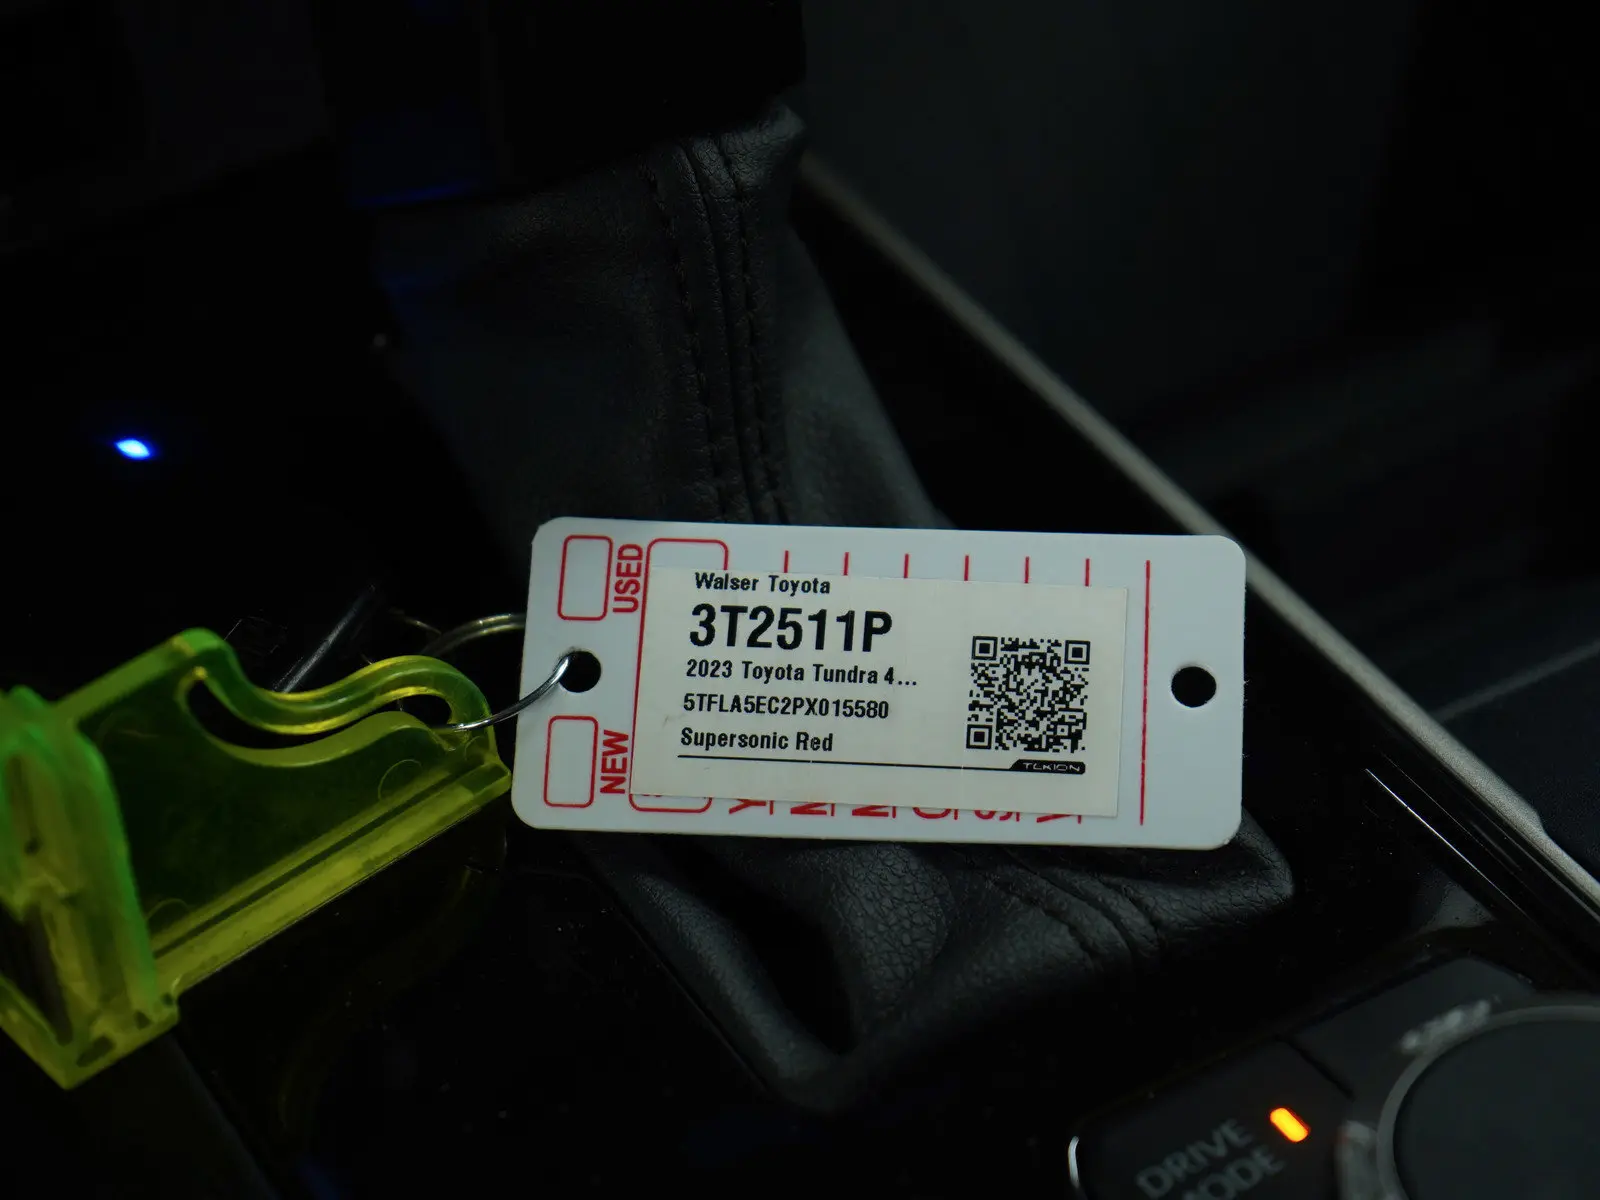 USED
NEW
Walser Toyota
3T2511P
2023 Toyota Tundra 4...
5TFLA5EC2PX015580
Supersonic Red
TEKION
DRIVE
MODE